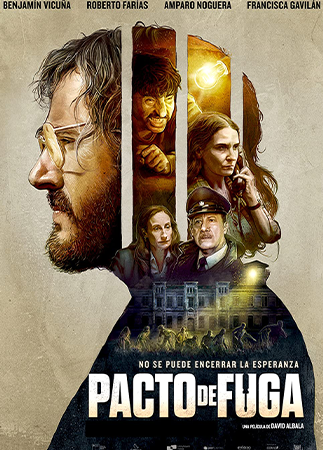 BENJAMÍN VICUÑA ROBERTO FARÍAS AMPARO NOGUERA FRANCISCA GAVILÁN
NO SE PUEDE ENCERRAR LA ESPERANZA
PACTO DE FUGA
UNA PELÍCULA DE DAVID ALBALA